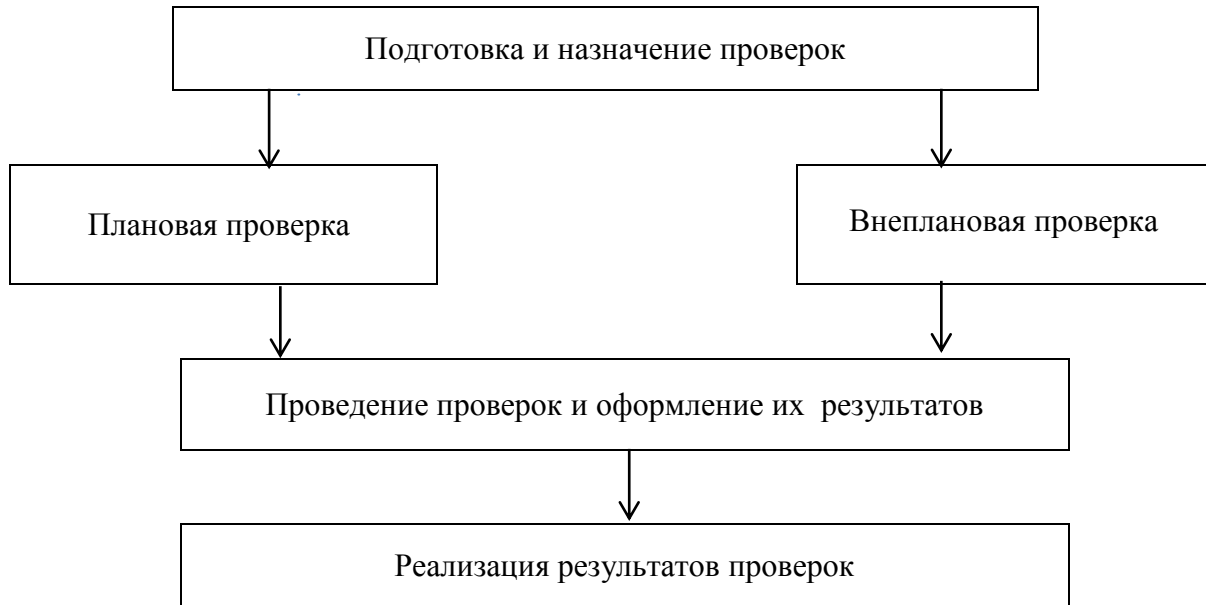 Подготовка и назначение проверок
Плановая проверка
Внеплановая проверка
Проведение проверок и оформление их результатов
Реализация результатов проверок